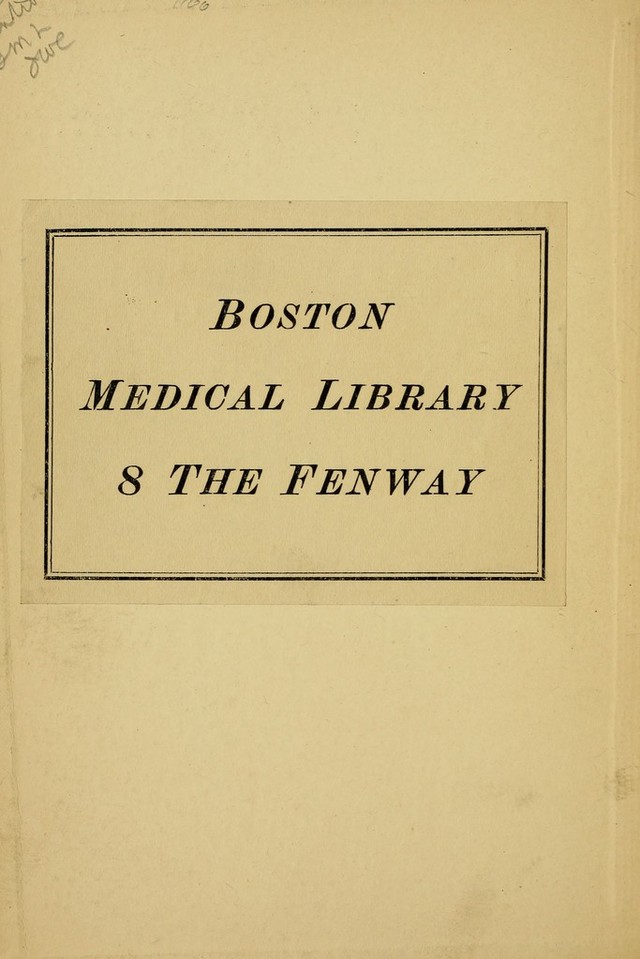 BOSTON
MEDICAL LIBRARY
8 THE FENWAY